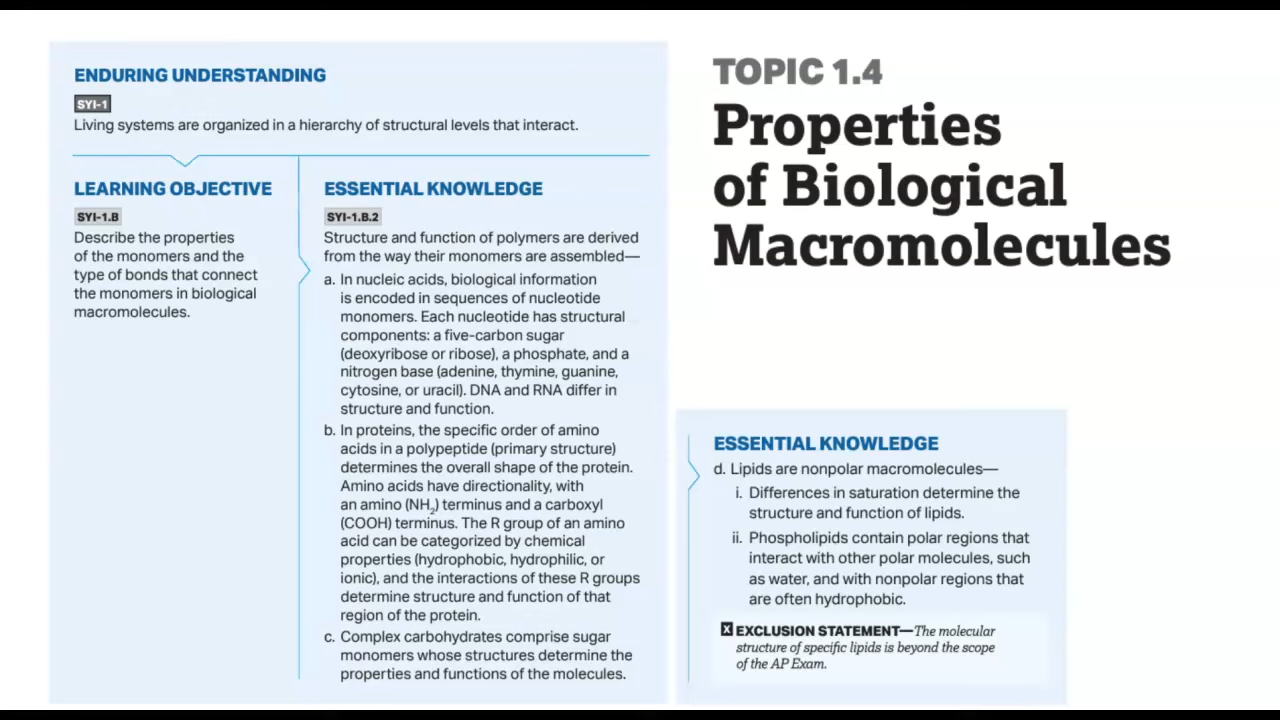 ENDURING UNDERSTANDING
SYI-1
Living systems are organized in a hierarchy of structural levels that interact.
LEARNING OBJECTIVE
SYI-1.B
Describe the properties
of the monomers and the
type of bonds that connect
the monomers in biological
macromolecules.
ESSENTIAL KNOWLEDGE
SYI-1.B.2
Structure and function of polymers are derived
from the way their monomers are assembled—
a. In nucleic acids, biological information
is encoded in sequences of nucleotide
monomers. Each nucleotide has structural
components: a five-carbon sugar
(deoxyribose or ribose), a phosphate, and a
nitrogen base (adenine, thymine, guanine,
cytosine, or uracil). DNA and RNA differ in
structure and function.
b. In proteins, the specific order of amino
acids in a polypeptide (primary structure)
determines the overall shape of the protein.
Amino acids have directionality, with
an amino (NH₂) terminus and a carboxyl
(COOH) terminus. The R group of an amino
acid can be categorized by chemical
properties (hydrophobic, hydrophilic, or
ionic), and the interactions of these R groups
determine structure and function of that
region of the protein.
c. Complex carbohydrates comprise sugar
monomers whose structures determine the
properties and functions of the molecules.
TOPIC 1.4
Properties
of Biological
Macromolecules
ESSENTIAL KNOWLEDGE
d. Lipids are nonpolar macromolecules—
i. Differences in saturation determine the
structure and function of lipids.
ii. Phospholipids contain polar regions that
interact with other polar molecules, such
as water, and with nonpolar regions that
are often hydrophobic.
X EXCLUSION STATEMENT—The molecular
structure of specific lipids is beyond the scope
of the AP Exam.